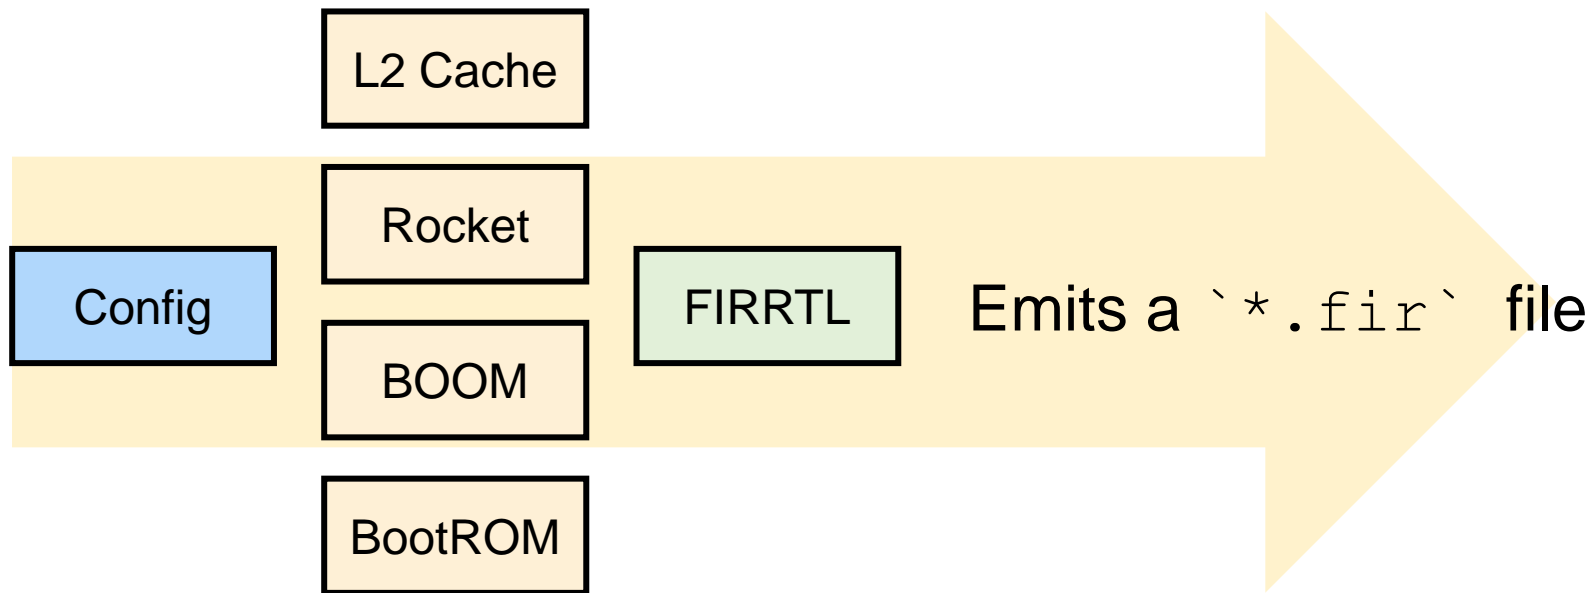 L2 Cache
Rocket
Config
FIRRTL
Emits a `*.fir` file
BOOM
BootROM